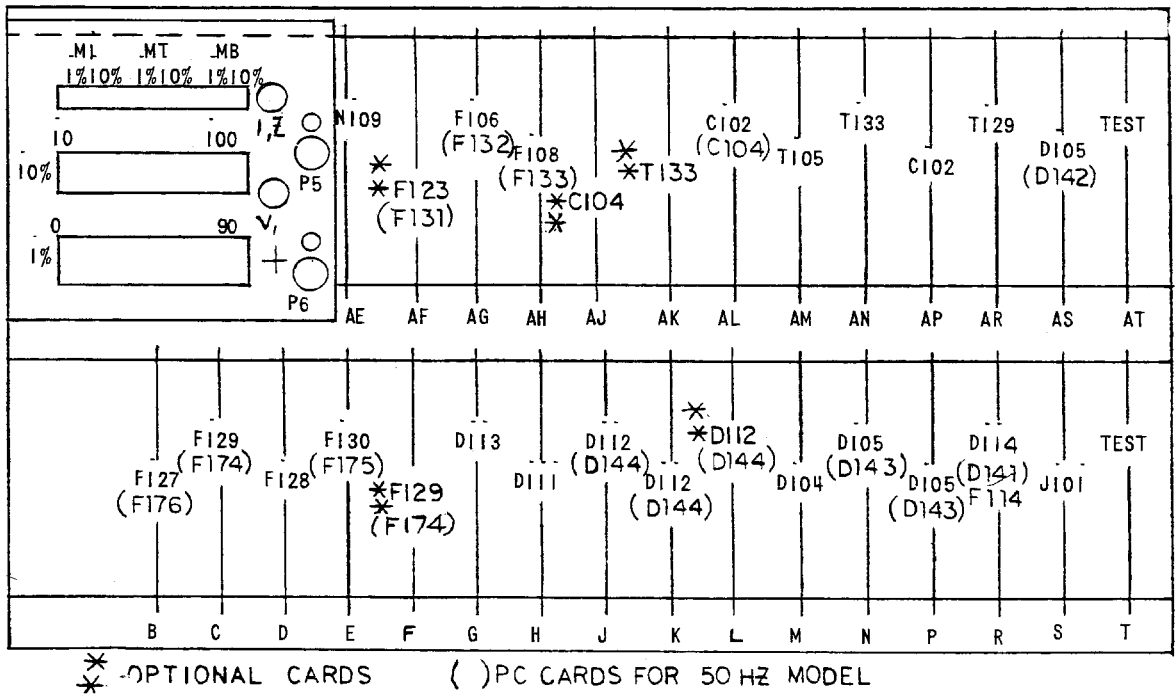 ML MT MB
1%10% 1%10% 1%10%
I,Z
10 100
10%
P5
V,
0 90
1%
P6
N109 F106 C102 T133 T129 TEST
(F132) (C104)
F108 T105 C102 D105
(F133) (D142)
** F123 ** T133
(F131) ** C104
AE AF AG AH AJ AK AL AM AN AP AR AS AT
F129 F130 D113 D112 ** D112 D105 D114 TEST
(F174) (F175) (D144) (D144) (D143) (D141)
F127 F128 D111 D112 D104 D105 F114 J101
(F176) (D144) (D143)
** F129
(F174)
B C D E F G H J K L M N P R S T
** -OPTIONAL CARDS ( )PC CARDS FOR 50 HZ MODEL